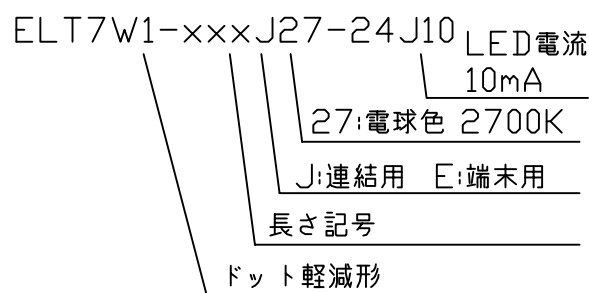 ELT7W1-xxxJ27-24J10
LED電流
10mA
27:電球色 2700K
J:連結用 E:端末用
長さ記号
ドット軽減形